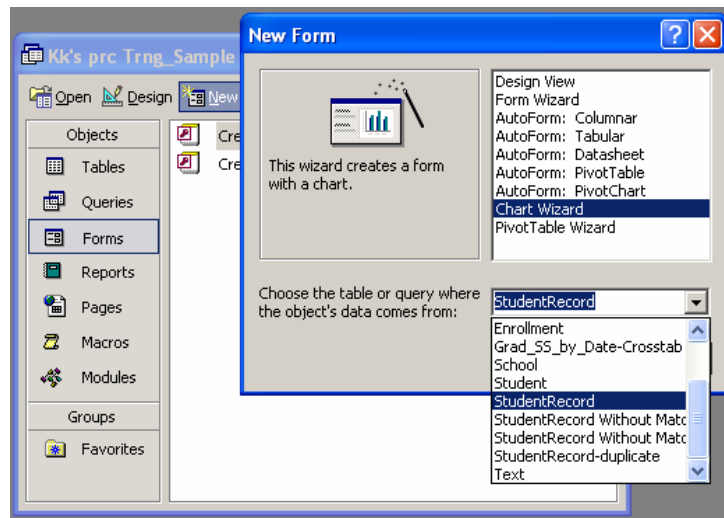 Kk's prc Trng_Sample
Open Design New
Objects
Tables
Queries
Forms
Reports
Pages
Macros
Modules
Groups
Favorites
Cre
Cre
New Form
This wizard creates a form
with a chart.
Design View
Form Wizard
AutoForm: Columnar
AutoForm: Tabular
AutoForm: Datasheet
AutoForm: PivotTable
AutoForm: PivotChart
Chart Wizard
PivotTable Wizard
Choose the table or query where
the object's data comes from:
StudentRecord
Enrollment
Grad_SS_by_Date-Crosstab
School
Student
StudentRecord
StudentRecord Without Matc
StudentRecord Without Matc
StudentRecord-duplicate
Text